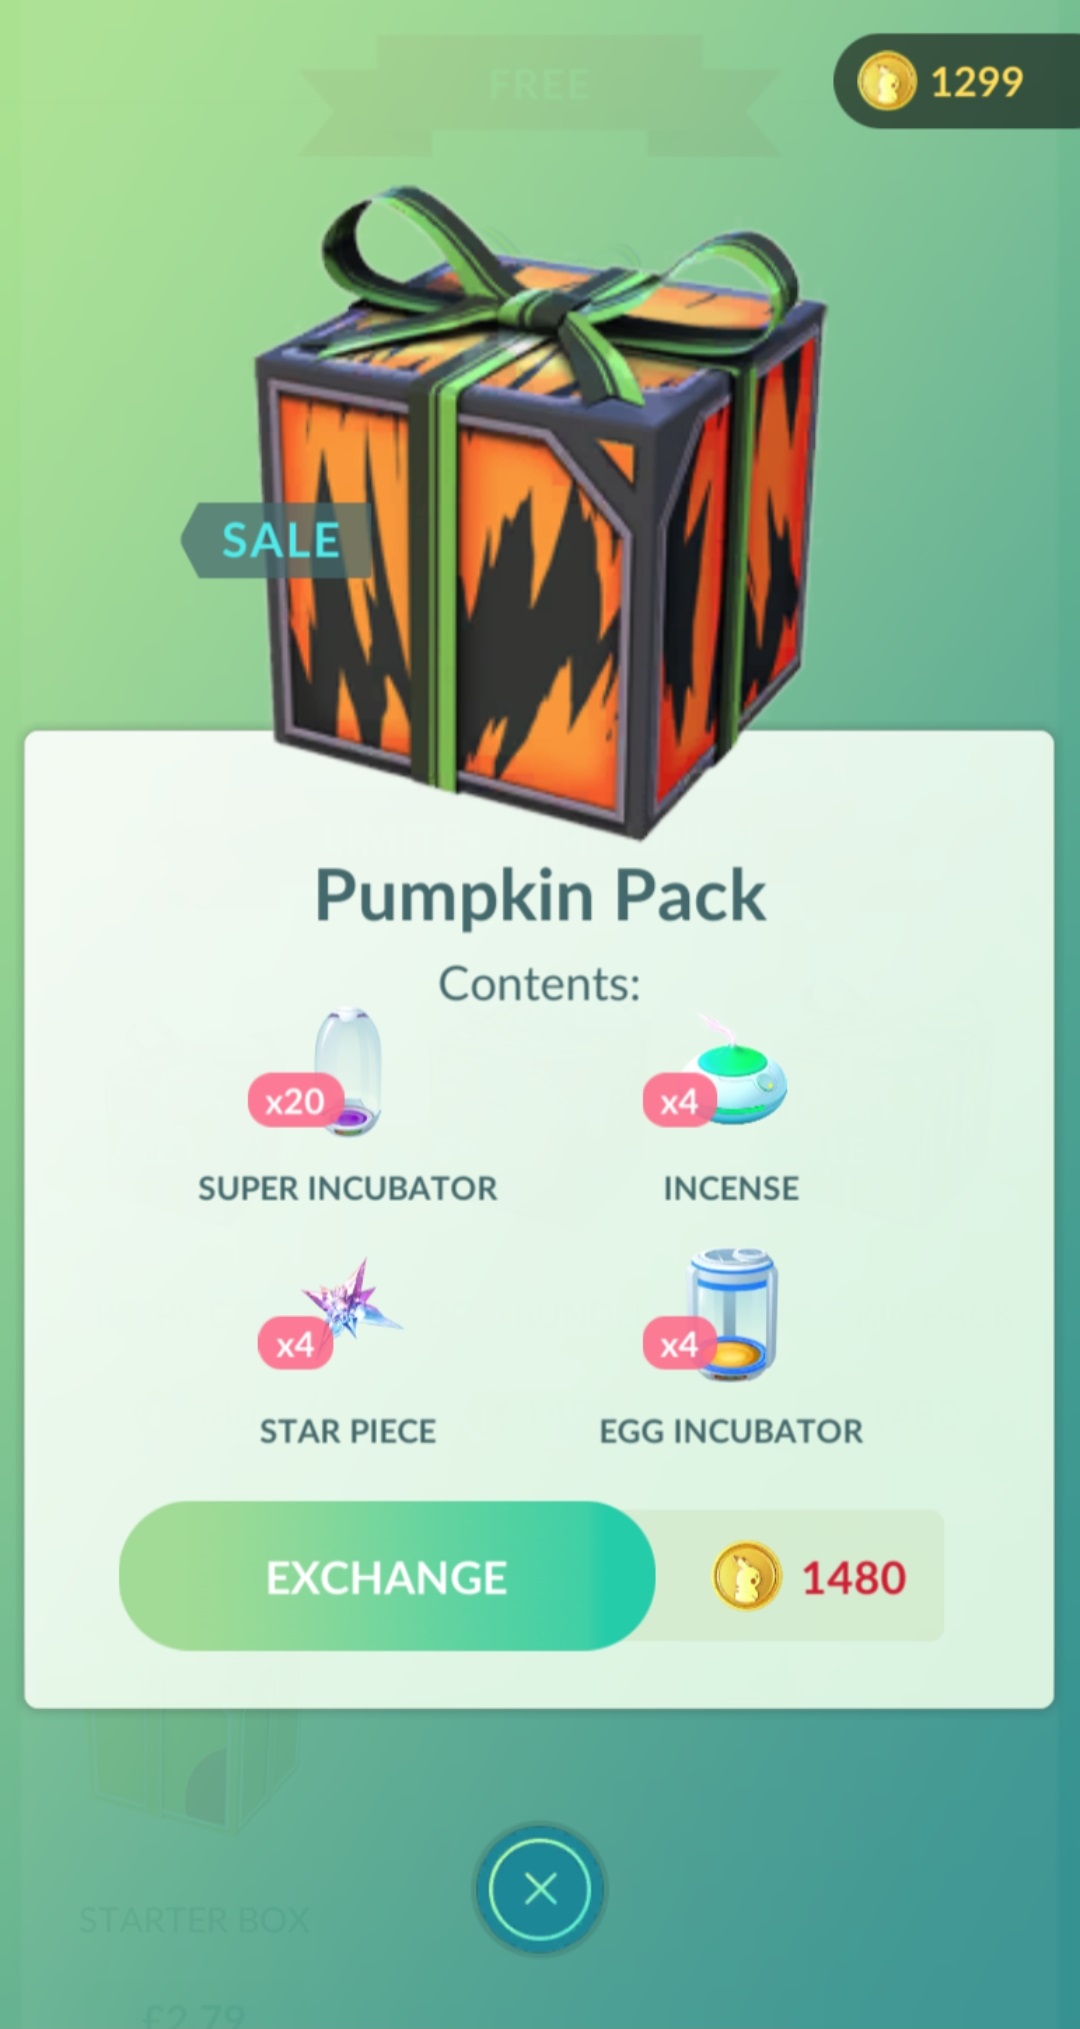 FREE
1299
SALE
Pumpkin Pack
Contents:
x20
SUPER INCUBATOR
x4
INCENSE
x4
STAR PIECE
x4
EGG INCUBATOR
EXCHANGE
1480
STARTER BOX
£2.79